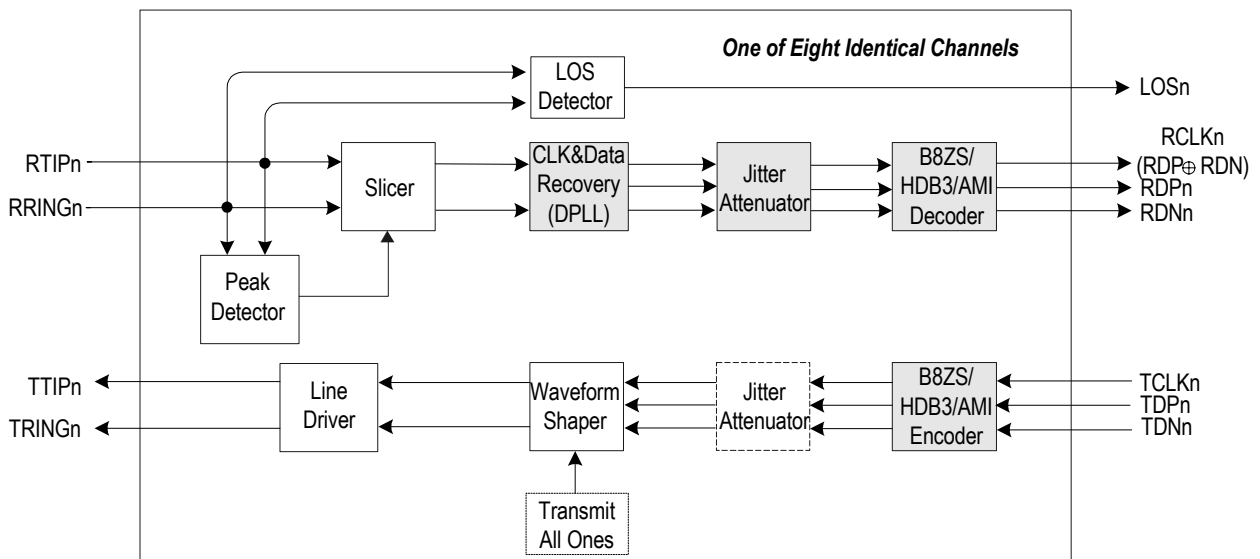 One of Eight Identical Channels
LOS
Detector
LOSn
RTIPn
RRINGn
Slicer
CLK&Data
Recovery
(DPLL)
Jitter
Attenuator
B8ZS/
HDB3/AMI
Decoder
RCLKn
(RDP⊕ RDN)
RDPn
RDNn
Peak
Detector
TTIPn
TRINGn
Line
Driver
Waveform
Shaper
Jitter
Attenuator
B8ZS/
HDB3/AMI
Encoder
TCLKn
TDPn
TDNn
Transmit
All Ones